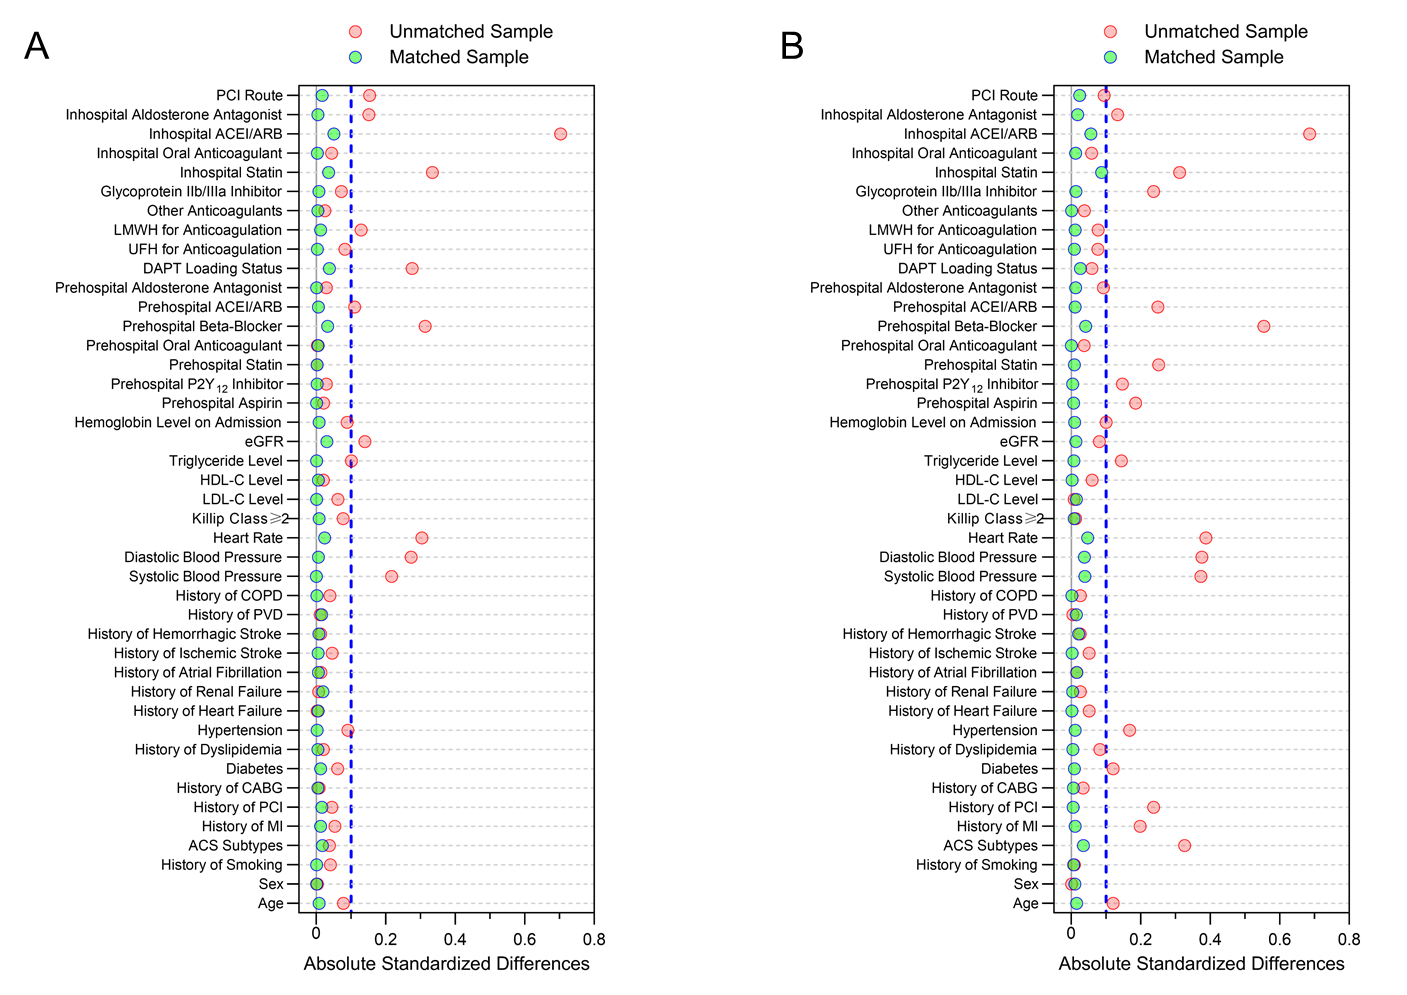 A
Unmatched Sample
Matched Sample
PCI Route
Inhospital Aldosterone Antagonist
Inhospital ACEI/ARB
Inhospital Oral Anticoagulant
Inhospital Statin
Glycoprotein IIb/IIIa Inhibitor
Other Anticoagulants
LMWH for Anticoagulation
UFH for Anticoagulation
DAPT Loading Status
Prehospital Aldosterone Antagonist
Prehospital ACEI/ARB
Prehospital Beta-Blocker
Prehospital Oral Anticoagulant
Prehospital Statin
Prehospital P2Y12 Inhibitor
Prehospital Aspirin
Hemoglobin Level on Admission
eGFR
Triglyceride Level
HDL-C Level
LDL-C Level
Killip Class⩾2
Heart Rate
Diastolic Blood Pressure
Systolic Blood Pressure
History of COPD
History of PVD
History of Hemorrhagic Stroke
History of Ischemic Stroke
History of Atrial Fibrillation
History of Renal Failure
History of Heart Failure
Hypertension
History of Dyslipidemia
Diabetes
History of CABG
History of PCI
History of MI
ACS Subtypes
History of Smoking
Sex
Age
0 0.2 0.4 0.6 0.8
Absolute Standardized Differences
B
Unmatched Sample
Matched Sample
PCI Route
Inhospital Aldosterone Antagonist
Inhospital ACEI/ARB
Inhospital Oral Anticoagulant
Inhospital Statin
Glycoprotein IIb/IIIa Inhibitor
Other Anticoagulants
LMWH for Anticoagulation
UFH for Anticoagulation
DAPT Loading Status
Prehospital Aldosterone Antagonist
Prehospital ACEI/ARB
Prehospital Beta-Blocker
Prehospital Oral Anticoagulant
Prehospital Statin
Prehospital P2Y12 Inhibitor
Prehospital Aspirin
Hemoglobin Level on Admission
eGFR
Triglyceride Level
HDL-C Level
LDL-C Level
Killip Class⩾2
Heart Rate
Diastolic Blood Pressure
Systolic Blood Pressure
History of COPD
History of PVD
History of Hemorrhagic Stroke
History of Ischemic Stroke
History of Atrial Fibrillation
History of Renal Failure
History of Heart Failure
Hypertension
History of Dyslipidemia
Diabetes
History of CABG
History of PCI
History of MI
ACS Subtypes
History of Smoking
Sex
Age
0 0.2 0.4 0.6 0.8
Absolute Standardized Differences